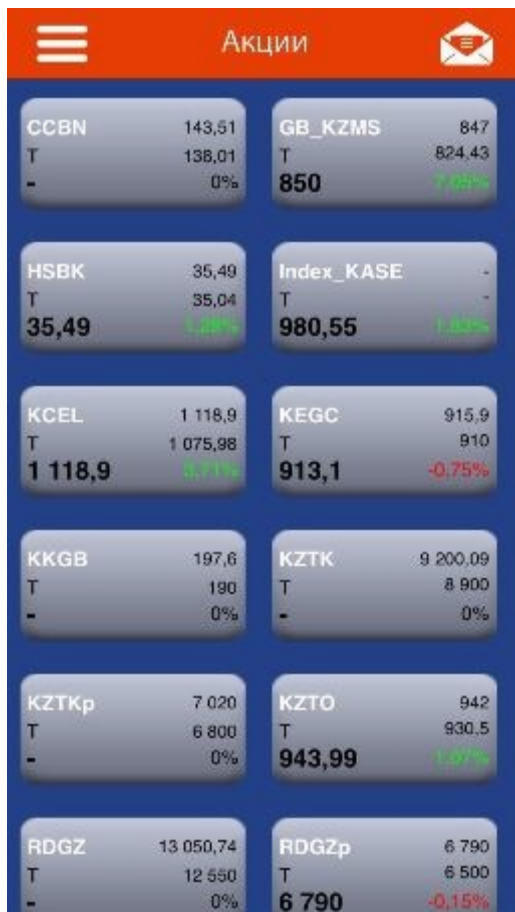 Акции
CCBN 143,51
T 138,01
- 0%
GB_KZMS 847
T 824,43
850 7,05%
HSBK 35,49
T 35,04
35,49 1,28%
Index_KASE -
T -
980,55 1,83%
KCEL 1 118,9
T 1 075,98
1 118,9 3,71%
KEGC 915,9
T 910
913,1 -0,75%
KKGB 197,6
T 190
- 0%
KZTK 9 200,09
T 8 900
- 0%
KZTKp 7 020
T 6 800
- 0%
KZTO 942
T 930,5
943,99 1,07%
RDGZ 13 050,74
T 12 550
- 0%
RDGZp 6 790
T 6 500
6 790 -0,15%